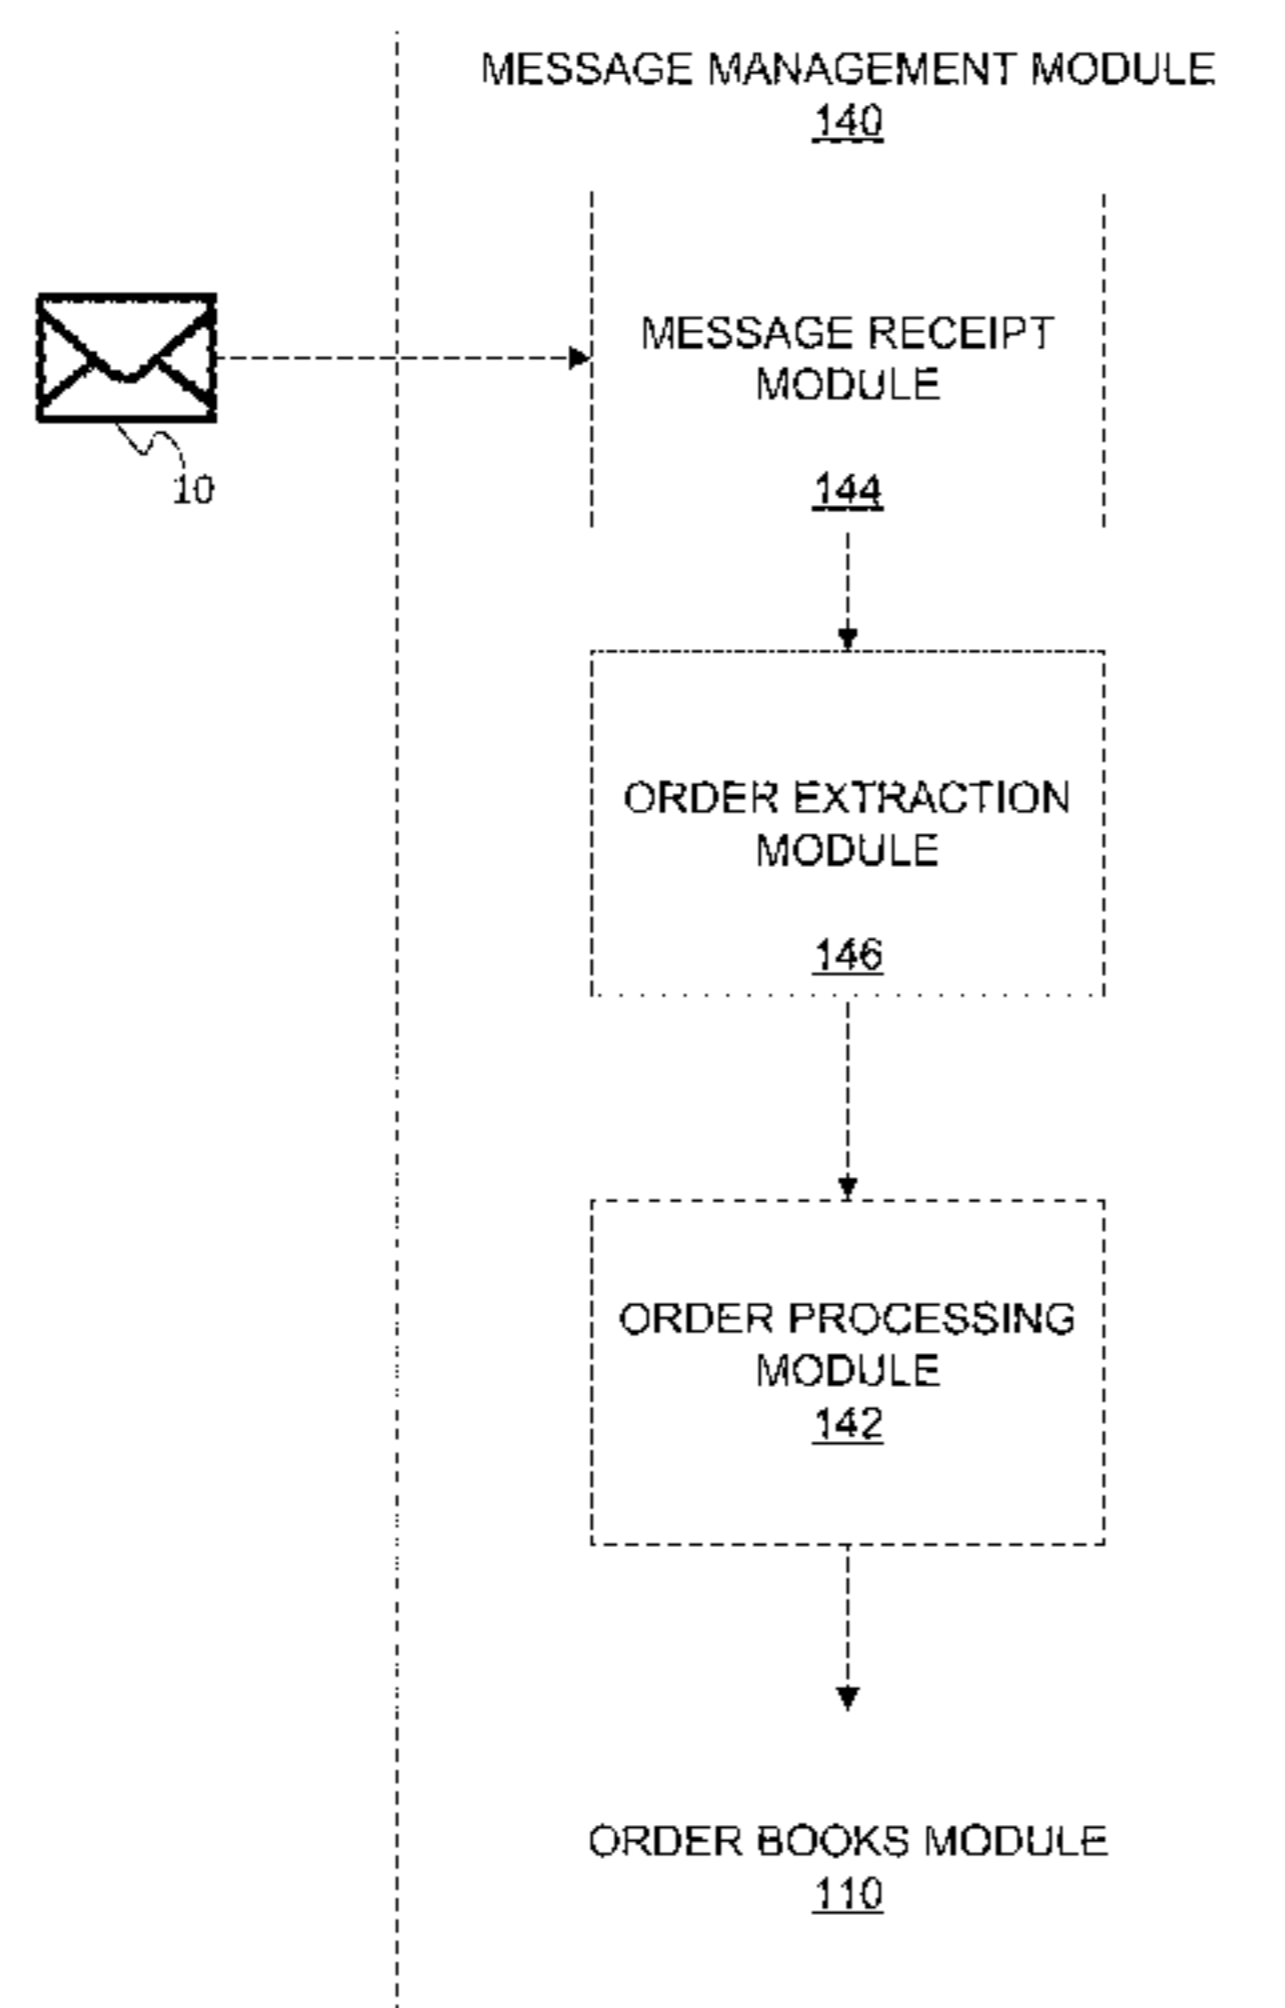 MESSAGE MANAGEMENT MODULE
140
MESSAGE RECEIPT
MODULE
144
10
ORDER EXTRACTION
MODULE
146
ORDER PROCESSING
MODULE
142
ORDER BOOKS MODULE
110